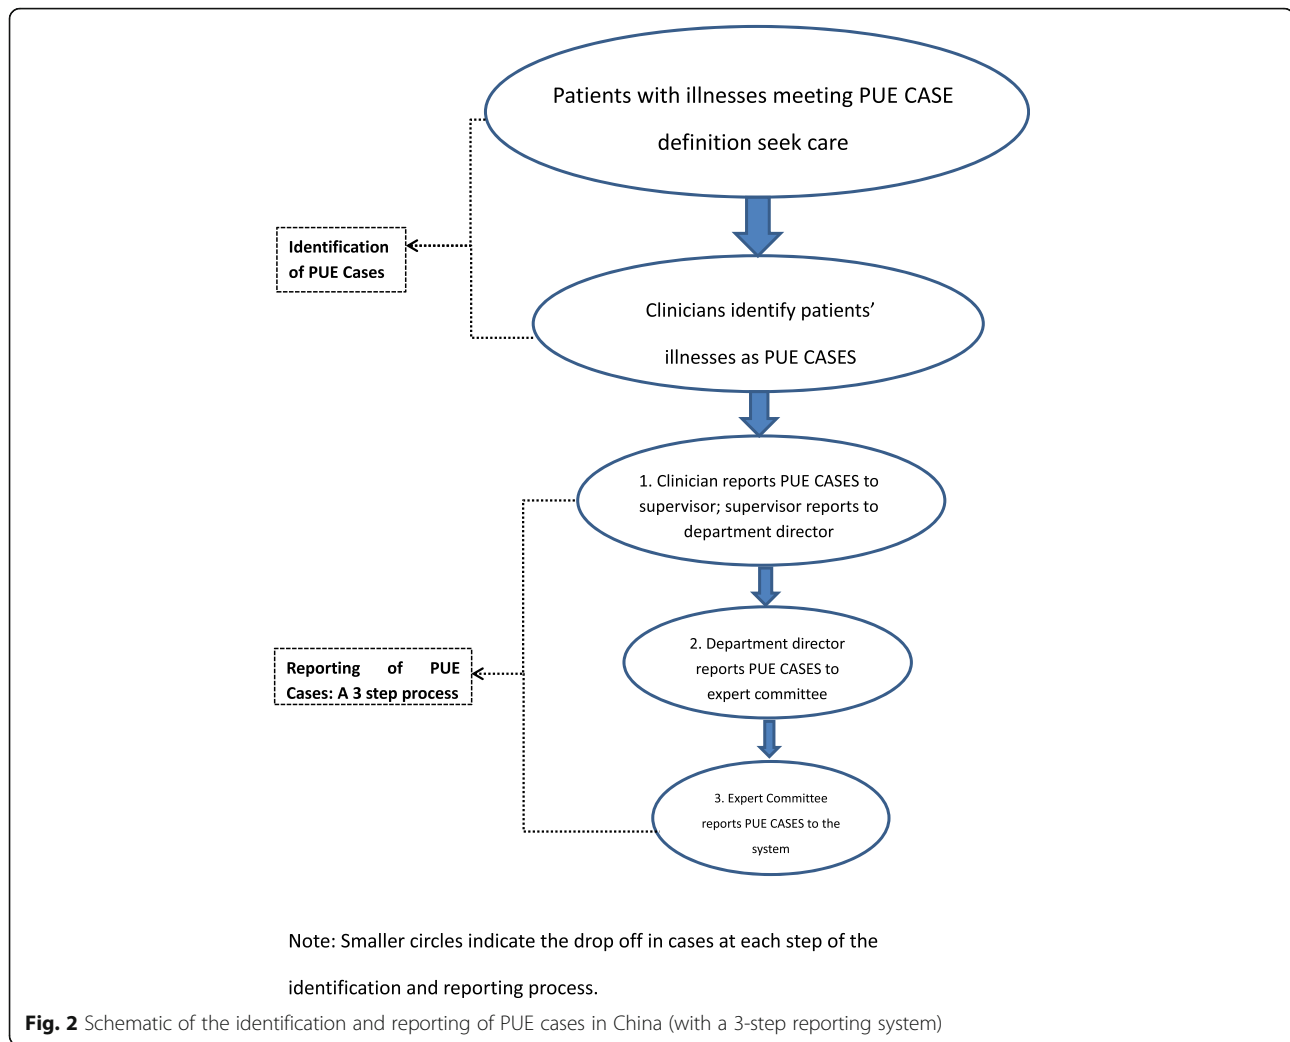 Patients with illnesses meeting PUE CASE
definition seek care
Identification
of PUE Cases
Clinicians identify patients’
illnesses as PUE CASES
1. Clinician reports PUE CASES to
supervisor; supervisor reports to
department director
2. Department director
reports PUE CASES to
expert committee
Reporting of PUE
Cases: A 3 step process
3. Expert Committee
reports PUE CASES to the
system
Note: Smaller circles indicate the drop off in cases at each step of the
identification and reporting process.
Fig. 2 Schematic of the identification and reporting of PUE cases in China (with a 3-step reporting system)